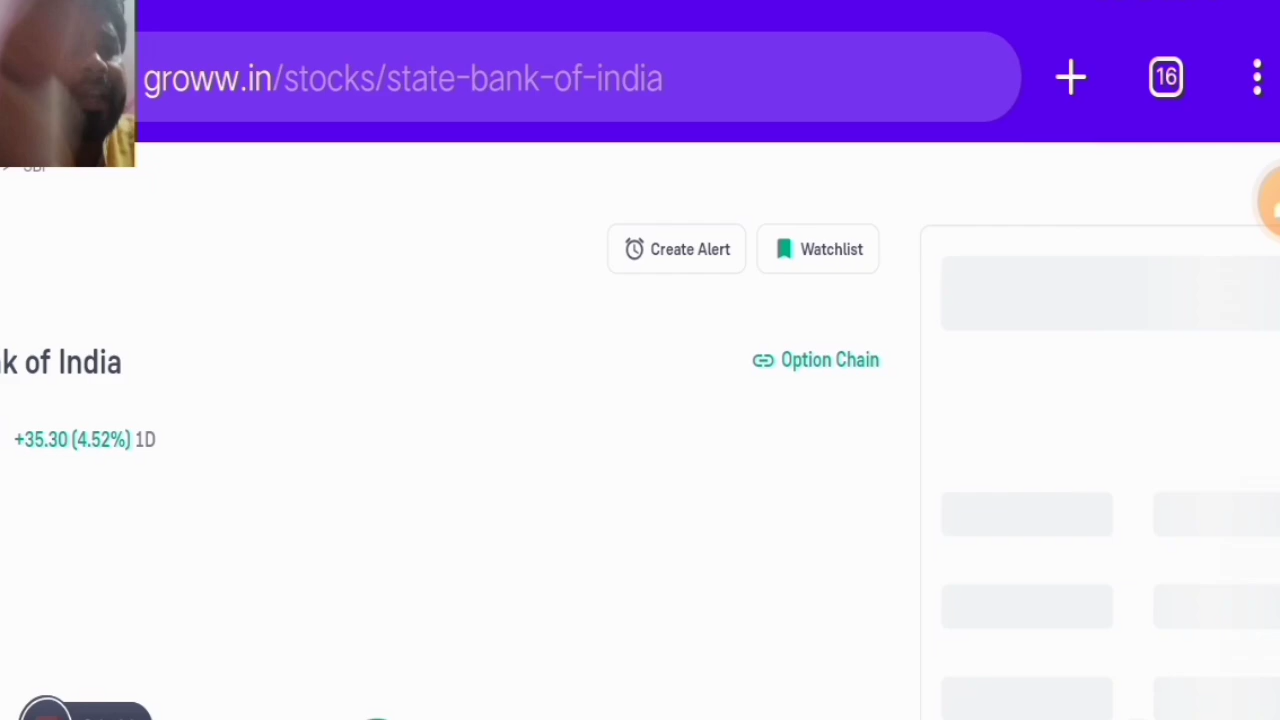 groww.in/stocks/state-bank-of-india
16
Create Alert
Watchlist
k of India
Option Chain
+35.30 (4.52%) 1D